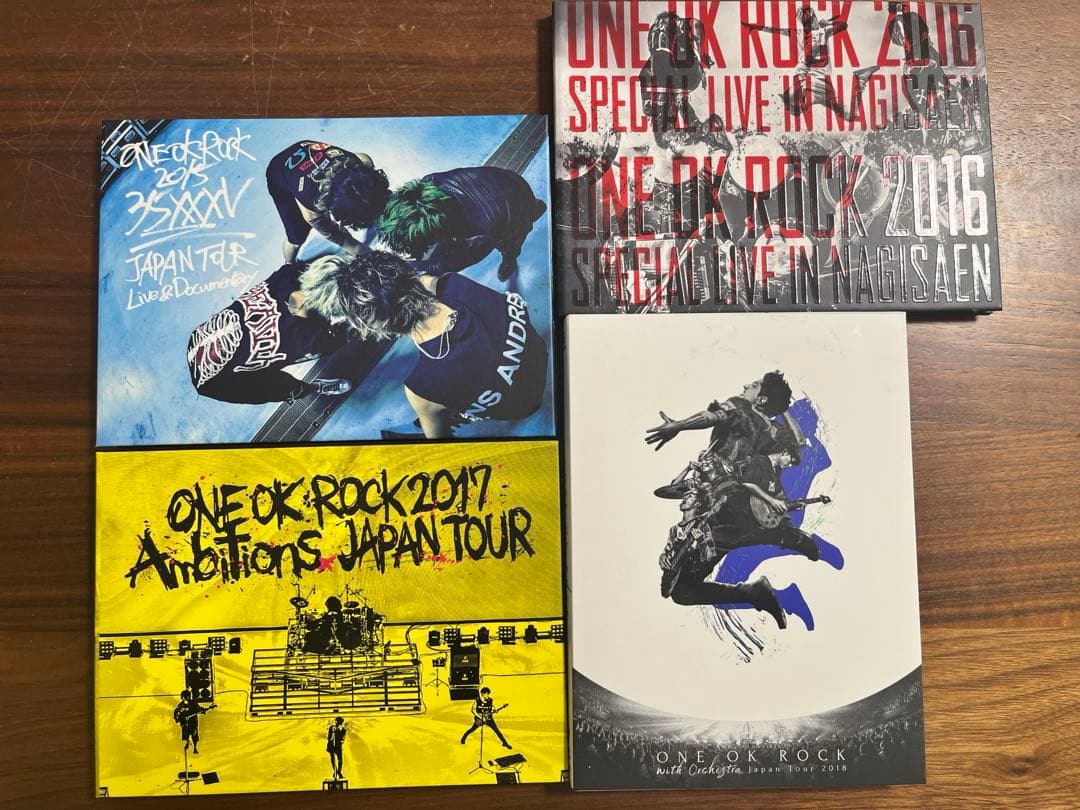 ONE OK ROCK
2015
35XXXV
JAPAN TOUR
Live & Documentary
ANS ANDRE
ONE OK ROCK 2016
SPECIAL LIVE IN NAGISAEN
ONE OK ROCK 2016
SPECIAL LIVE IN NAGISAEN
ONE OK ROCK 2017
Ambitions JAPAN TOUR
ONE OK ROCK
with Orchestra Japan Tour 2018